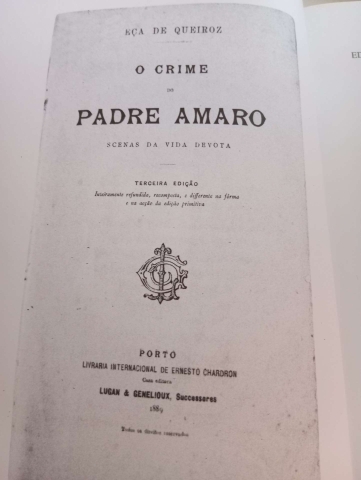 EÇA DE QUEIROZ
O CRIME
DO
PADRE AMARO
SCENAS DA VIDA DEVOTA
TERCEIRA EDIÇÃO
Inteiramente refundida, recomposta, e differente na fórma
e na acção da edição primitiva
PORTO
LIVRARIA INTERNACIONAL DE ERNESTO CHARDRON
Casa editora
LUGAN & GENELIOUX, Successores
1889
Todos os direitos reservados